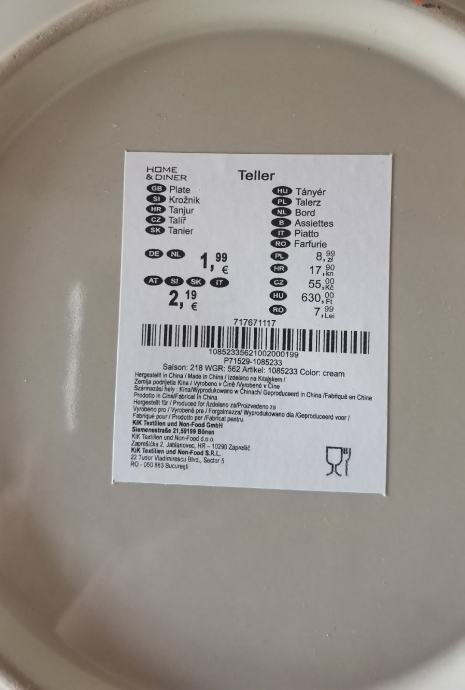 HOME
& DINER
Teller
GB Plate
SI Krožnik
HR Tanjur
CZ Talíř
SK Tanier
HU Tányér
PL Talerz
NL Bord
B Assiettes
IT Piatto
RO Farfurie
DE NL 1,99 €
AT SI SK IT
2,19 €
PL 8,99 zł
HR 17,90 kn
CZ 55,00 Kč
HU 630,00 Ft
RO 7,99 Lei
717671117
1085233562100200199
P71529-1085233
Saison: 218 WGR: 562 Artikel: 1085233 Color: cream
Hergestellt in China / Made in China / Izdelano na Kitajskem /
Zemlja podrijetla Kina / Vyrobeno v Číně /Vyrobené v Číne
Származási hely : Kína/Wyprodukowano w Chinach/ Geproduceerd in China /Fabriqué en Chine
Prodotto in Cina/Fabricat în China
Hergestellt für / Produced for /Izdelano za/Proizvedeno za
Vyrobeno pro / Vyrobené pre / Forgalmazza/ Wyprodukowano dla /Geproduceerd voor /
Fabriqué pour / Prodotto per /Fabricat pentru
KiK Textilien und Non-Food GmbH
Siemensstraße 21,59199 Bönen
KiK Textilien und Non-Food d.o.o.
Zaprešićka 2, Jablanovec, HR – 10290 Zaprešić
KiK Textilien und Non-Food S.R.L.
22 Tudor Vladimirescu Blvd., Sector 5
RO - 050 883 București